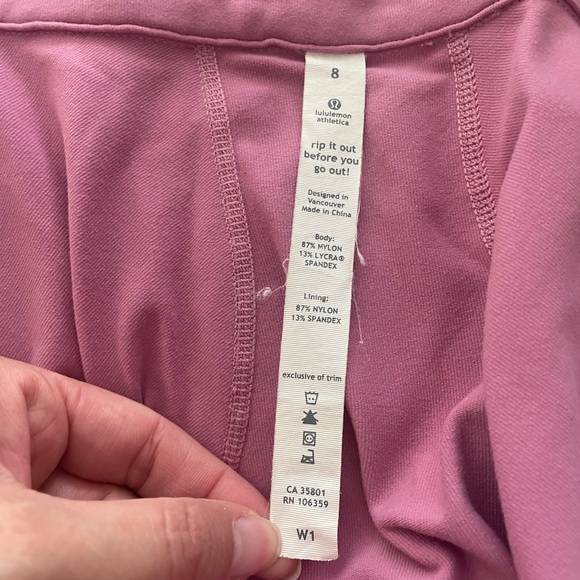 8
lululemon
athletica
rip it out
before you
go out!
Designed in
Vancouver
Made in China
Body:
87% NYLON
13% LYCRA®
SPANDEX
Lining:
87% NYLON
13% SPANDEX
exclusive of trim
CA 35801
RN 106359
W1